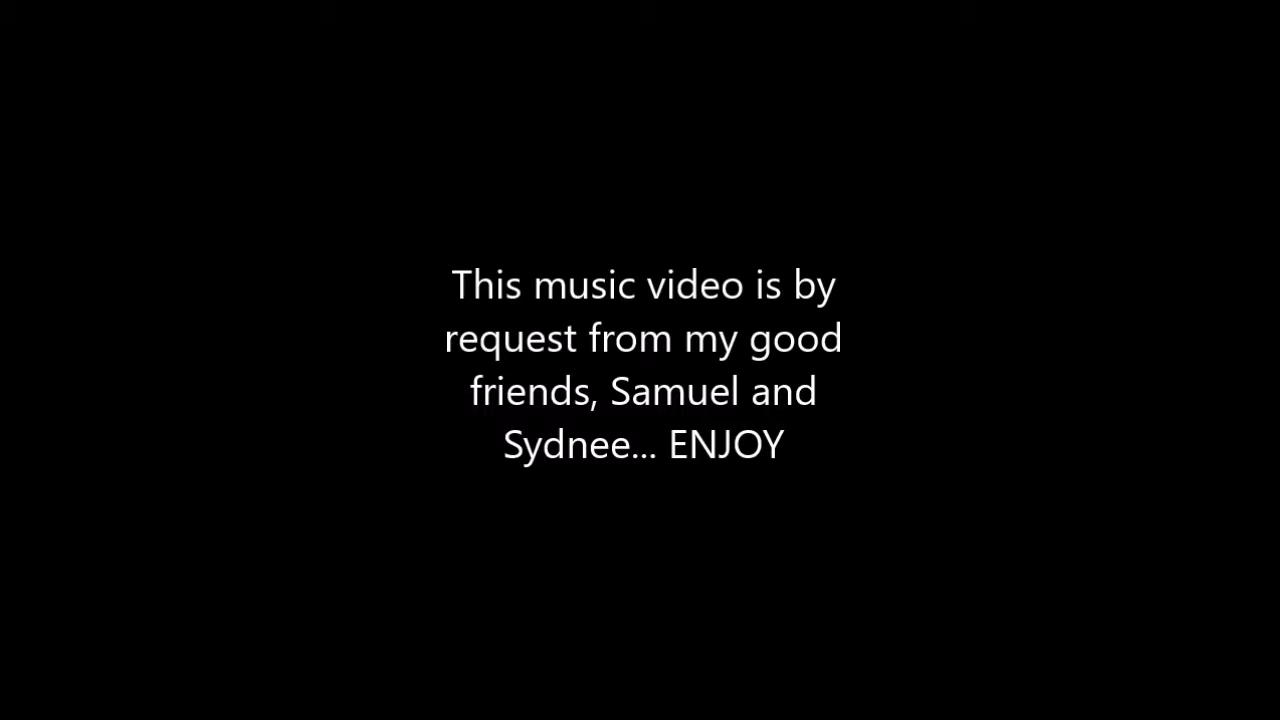 This music video is by
request from my good
friends, Samuel and
Sydnee... ENJOY